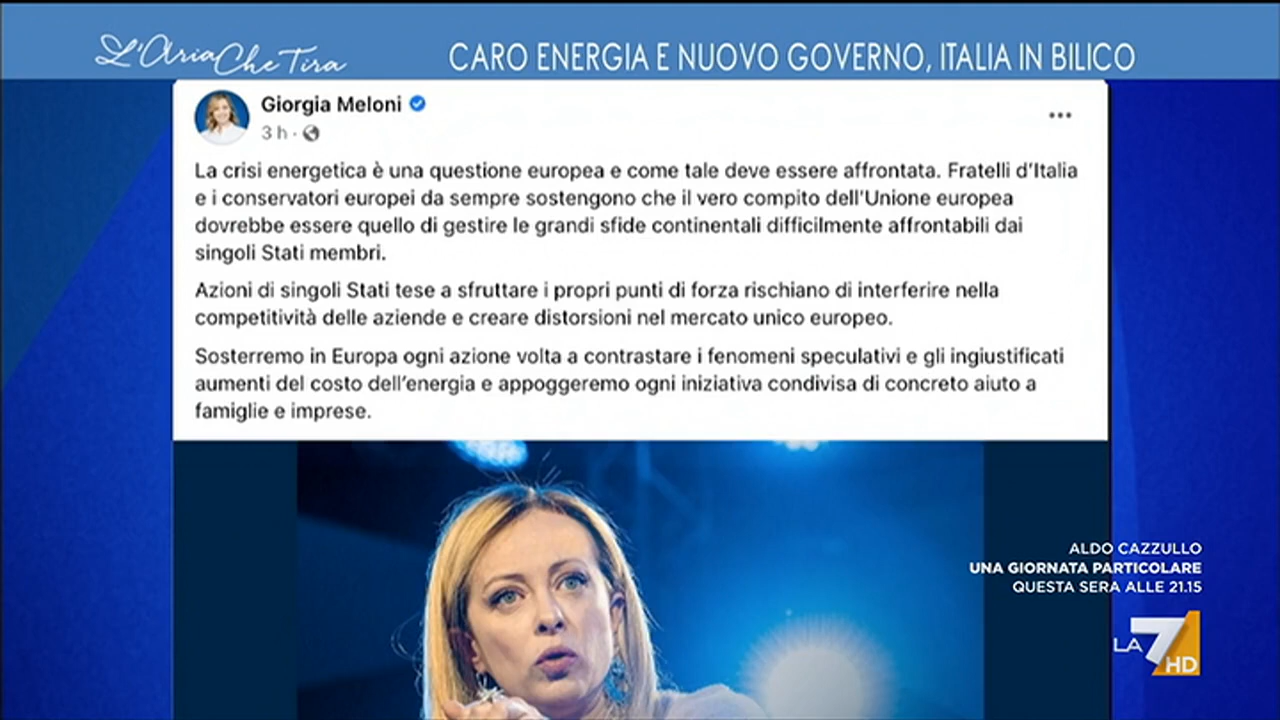 L'Aria Che Tira
CARO ENERGIA E NUOVO GOVERNO, ITALIA IN BILICO
Giorgia Meloni
3 h ·
La crisi energetica è una questione europea e come tale deve essere affrontata. Fratelli d'Italia
e i conservatori europei da sempre sostengono che il vero compito dell'Unione europea
dovrebbe essere quello di gestire le grandi sfide continentali difficilmente affrontabili dai
singoli Stati membri.
Azioni di singoli Stati tese a sfruttare i propri punti di forza rischiano di interferire nella
competitività delle aziende e creare distorsioni nel mercato unico europeo.
Sosterremo in Europa ogni azione volta a contrastare i fenomeni speculativi e gli ingiustificati
aumenti del costo dell'energia e appoggeremo ogni iniziativa condivisa di concreto aiuto a
famiglie e imprese.
ALDO CAZZULLO
UNA GIORNATA PARTICOLARE
QUESTA SERA ALLE 21.15
LA 7 HD